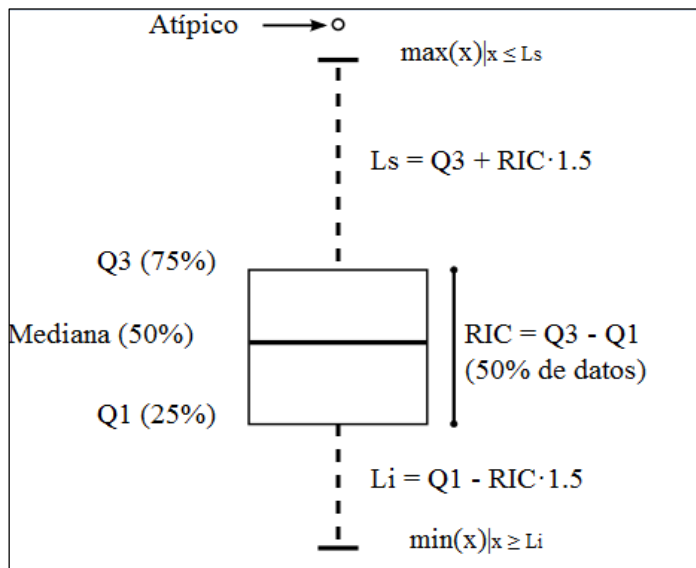 Atípico
max(x)|x ≤ Ls
Ls = Q3 + RIC·1.5
Q3 (75%)
Mediana (50%)
RIC = Q3 - Q1
(50% de datos)
Q1 (25%)
Li = Q1 - RIC·1.5
min(x)|x ≥ Li